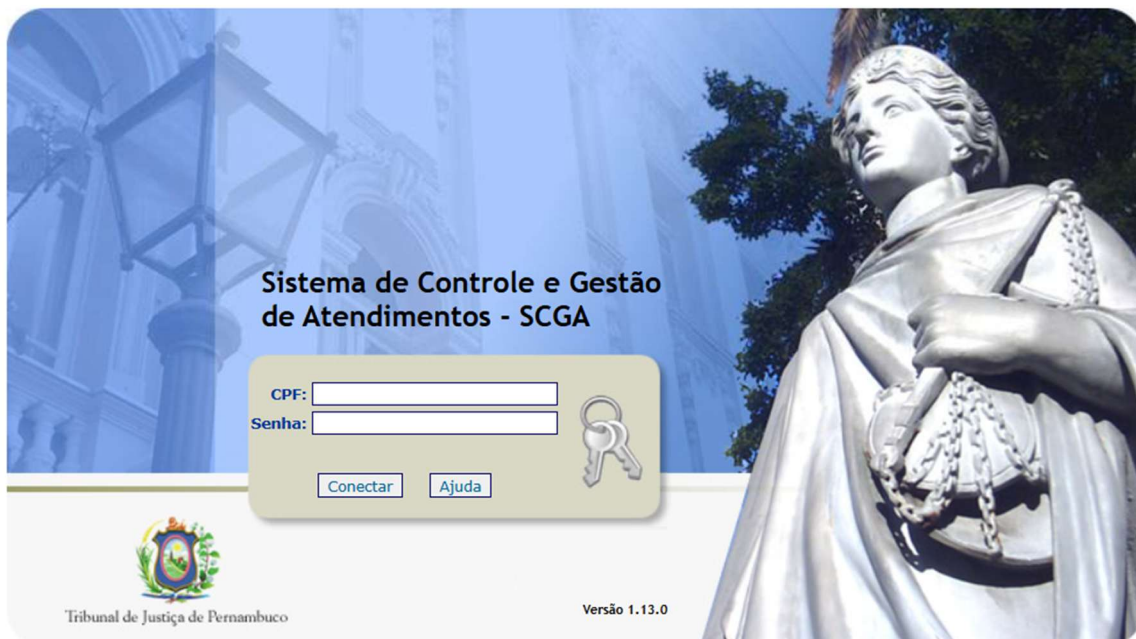 Sistema de Controle e Gestão
de Atendimentos - SCGA
CPF:
Senha:
Conectar Ajuda
Tribunal de Justiça de Pernambuco
Versão 1.13.0